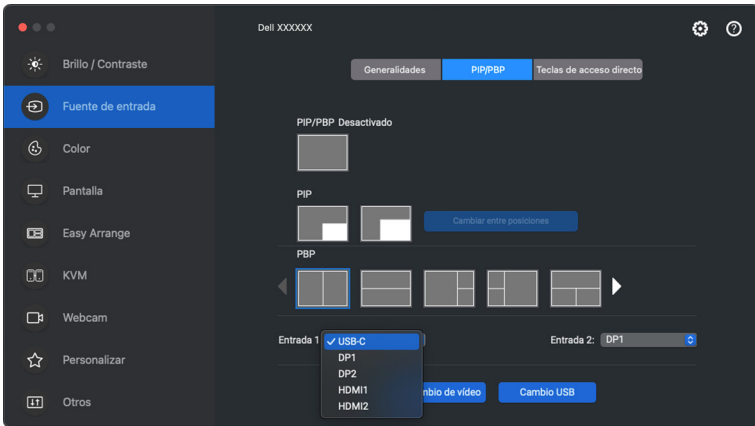 Dell XXXXXX
Brillo / Contraste
Fuente de entrada
Color
Pantalla
Easy Arrange
KVM
Webcam
Personalizar
Otros
Generalidades PIP/PBP Teclas de acceso directo
PIP/PBP Desactivado
PIP
Cambiar entre posiciones
PBP
Entrada 1
USB-C
DP1
DP2
HDMI1
HDMI2
Entrada 2: DP1
de vídeo
Cambio USB